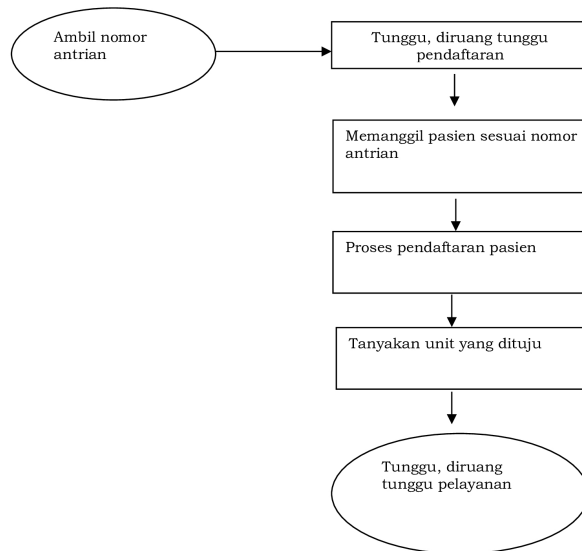 Ambil nomor
antrian
Tunggu, diruang tunggu
pendaftaran
Memanggil pasien sesuai nomor
antrian
Proses pendaftaran pasien
Tanyakan unit yang dituju
Tunggu, diruang
tunggu pelayanan